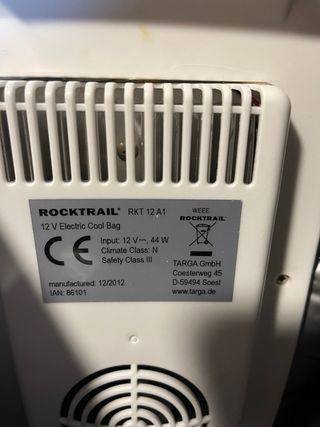 ROCKTRAIL® RKT 12 A1
12 V Electric Cool Bag
CE
Input: 12 V⎓, 44 W
Climate Class: N
Safety Class III
manufactured: 12/2012
IAN: 86101
WEEE
ROCKTRAIL®
TARGA GmbH
Coesterweg 45
D-59494 Soest
www.targa.de